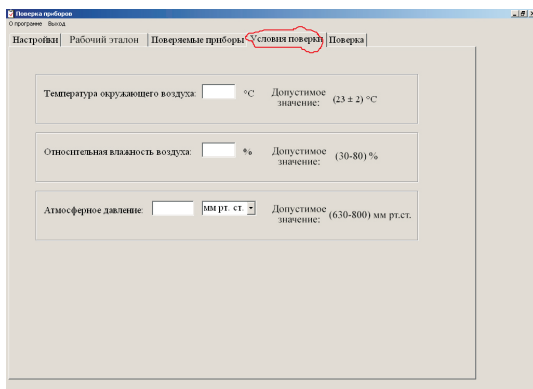 Поверка приборов
О программе Выход
Настройки Рабочий эталон Поверяемые приборы Условия поверки Поверка
Температура окружающего воздуха: °C Допустимое значение: (23 ± 2) °C
Относительная влажность воздуха: % Допустимое значение: (30-80) %
Атмосферное давление: мм рт. ст. Допустимое значение: (630-800) мм рт.ст.